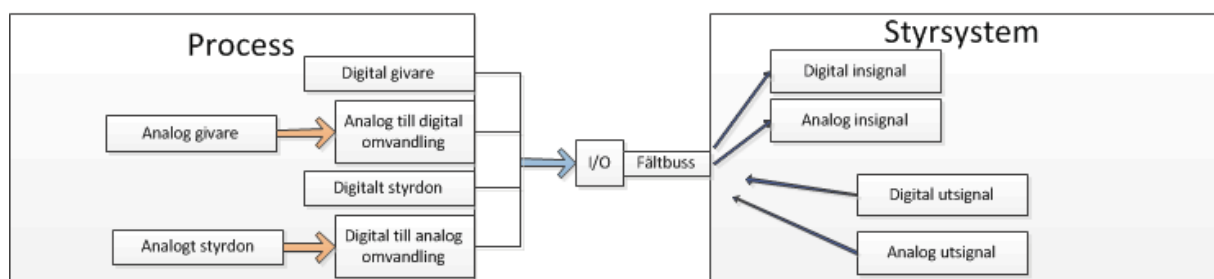 Process
Digital givare
Analog givare
Analog till digital
omvandling
Digitalt styrdon
Analogt styrdon
Digital till analog
omvandling
I/O
Fältbuss
Styrsystem
Digital insignal
Analog insignal
Digital utsignal
Analog utsignal